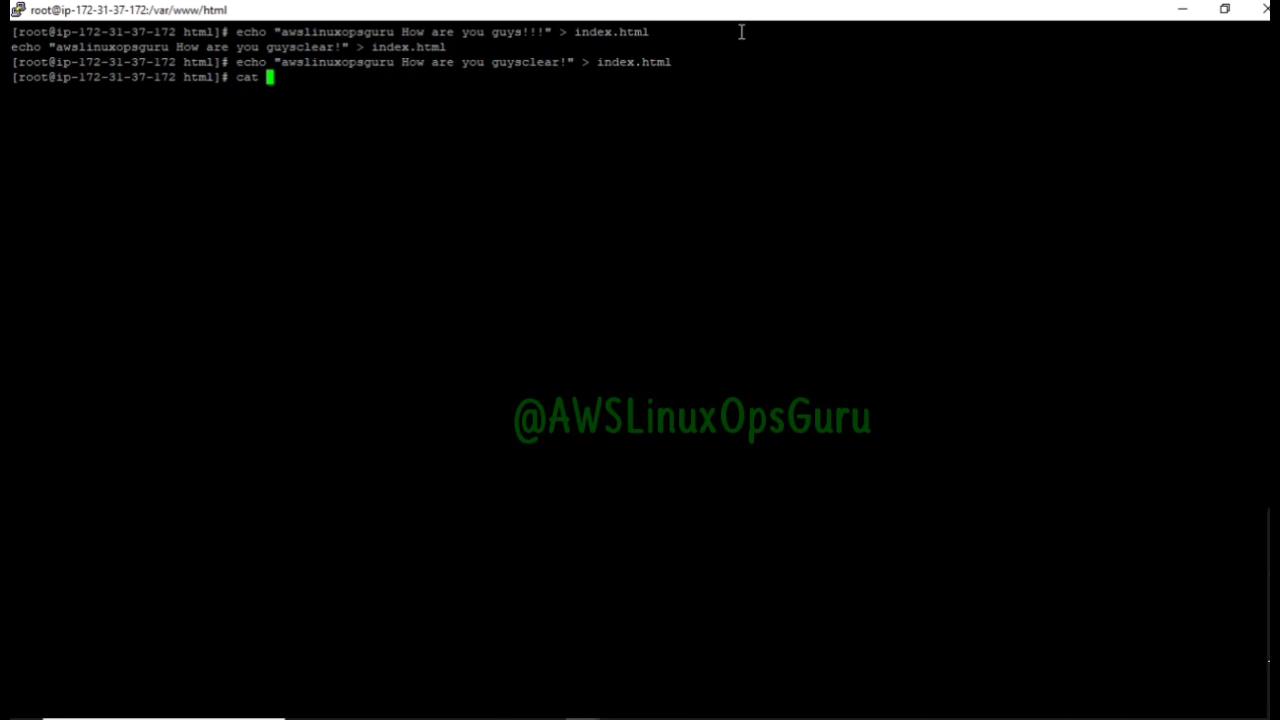 root@ip-172-31-37-172:/var/www/html
[root@ip-172-31-37-172 html]# echo "awslinuxopsguru How are you guys!!!" > index.html
echo "awslinuxopsguru How are you guysclear!" > index.html
[root@ip-172-31-37-172 html]# echo "awslinuxopsguru How are you guysclear!" > index.html
[root@ip-172-31-37-172 html]# cat
@AWSLinuxOpsGuru